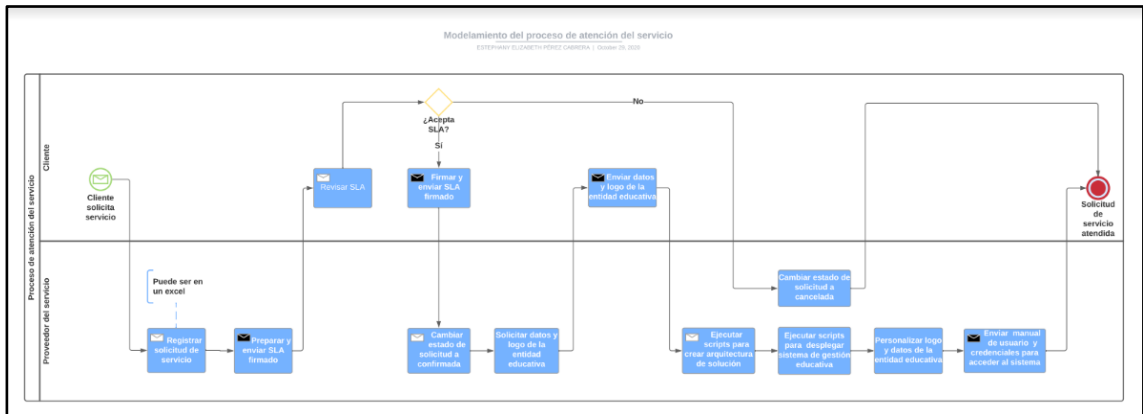 Modelamiento del proceso de atención del servicio
ESTEPHANY ELIZABETH PÉREZ CABRERA | October 29, 2020
Proceso de atención del servicio
Cliente
Proveedor del servicio
Cliente
solicita
servicio
Puede ser en
un excel
Registrar
solicitud de
servicio
Preparar y
enviar SLA
firmado
Revisar SLA
¿Acepta
SLA?
Sí
No
Firmar y
enviar SLA
firmado
Cambiar
estado de
solicitud a
confirmada
Solicitar datos y
logo de la
entidad
educativa
Enviar datos
y logo de la
entidad educativa
Cambiar estado de
solicitud a
cancelada
Ejecutar
scripts para
crear arquitectura
de solución
Ejecutar scripts
para desplegar
sistema de gestión
educativa
Personalizar logo
y datos de la
entidad educativa
Enviar manual
de usuario y
credenciales para
acceder al sistema
Solicitud
de
servicio
atendida